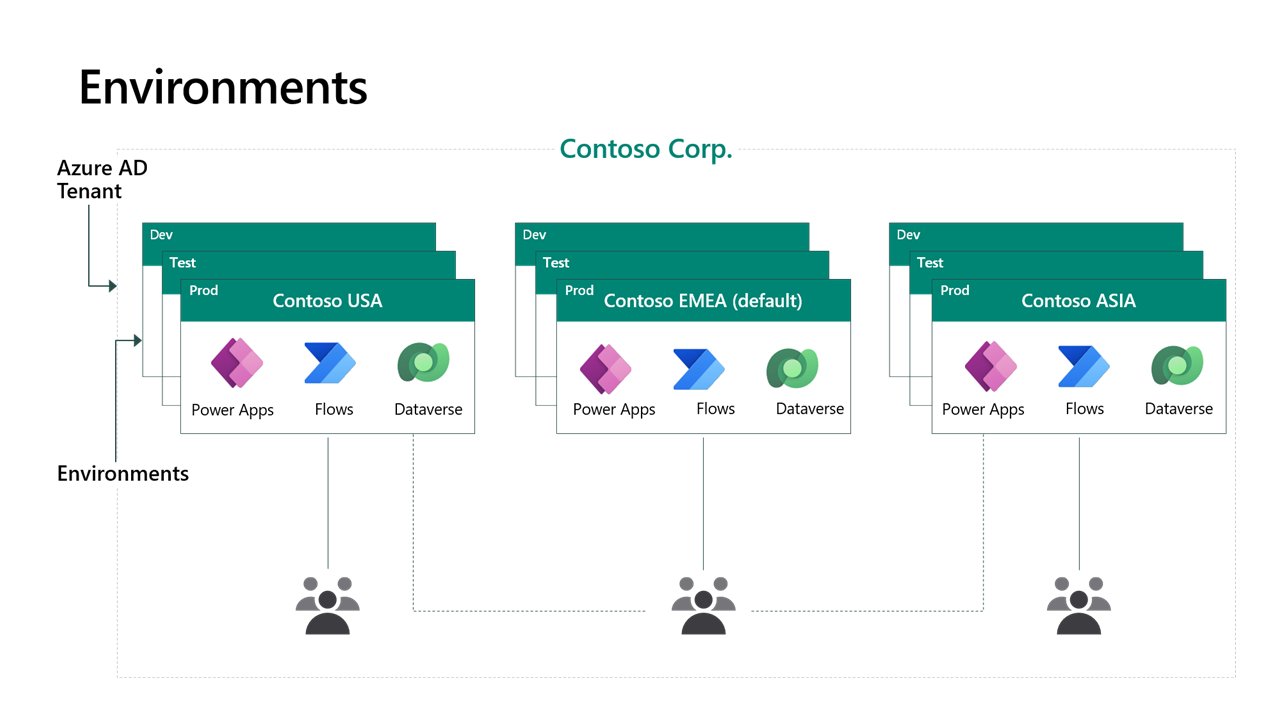 Environments
Contoso Corp.
Azure AD
Tenant
Dev
Test
Prod
Contoso USA
Power Apps
Flows
Dataverse
Dev
Test
Prod
Contoso EMEA (default)
Power Apps
Flows
Dataverse
Dev
Test
Prod
Contoso ASIA
Power Apps
Flows
Dataverse
Environments